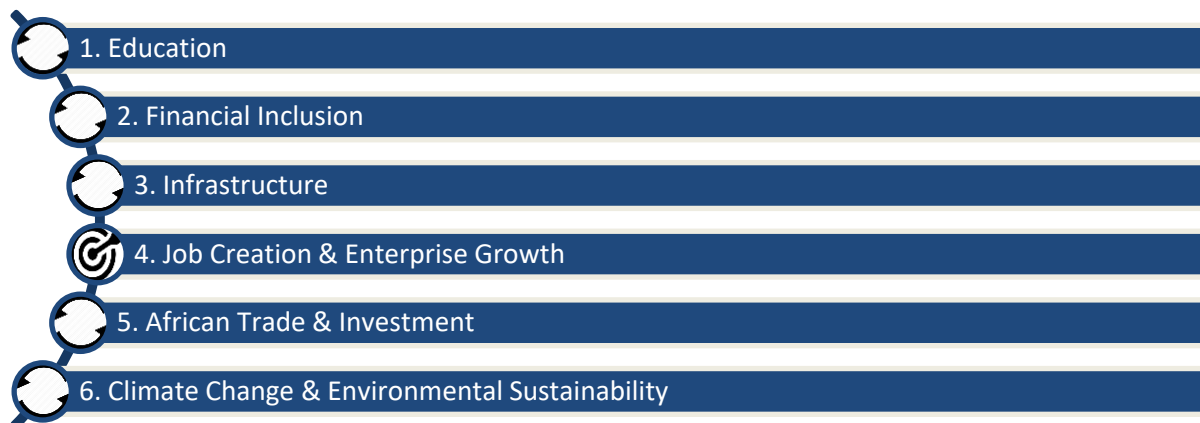 1. Education
2. Financial Inclusion
3. Infrastructure
4. Job Creation & Enterprise Growth
5. African Trade & Investment
6. Climate Change & Environmental Sustainability